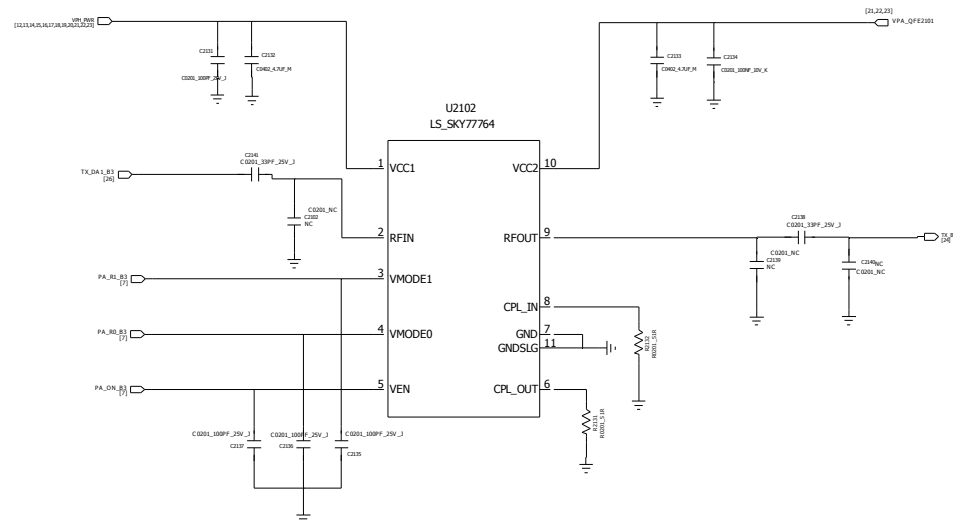 VPH_PWR
[12,13,14,15,16,17,18,19,20,21,22,23]
C2131
C0201_100PF_25V_J
C2132
C0402_4.7UF_M
[21,22,23]
VPA_QFE2101
C2133
C0402_4.7UF_M
C2134
C0201_100NF_10V_K
U2102
LS_SKY77764
1 VCC1
VCC2 10
TX_DA1_B3
[26]
C2141
C0201_33PF_25V_J
C0201_NC
C2102
NC
2 RFIN
RFOUT 9
C2138
C0201_33PF_25V_J
TX_B
[24]
C0201_NC
C2139
NC
C2140
NC
C0201_NC
PA_R1_B3
[7]
3 VMODE1
CPL_IN 8
R2132
R0201_51R
PA_R0_B3
[7]
4 VMODE0
GND 7
GNDSLG 11
PA_ON_B3
[7]
5 VEN
CPL_OUT 6
R2131
R0201_51R
C0201_100PF_25V_J
C2137
C0201_100PF_25V_J
C2136
C0201_100PF_25V_J
C2135